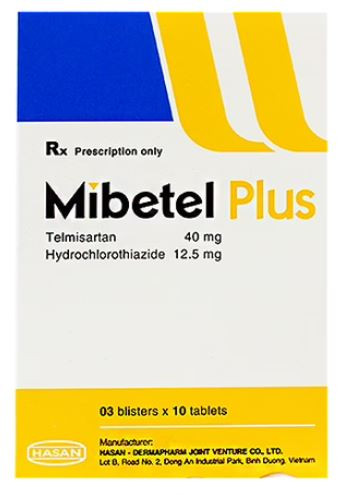 Rx Prescription only
Mibetel Plus
Telmisartan 40 mg
Hydrochlorothiazide 12.5 mg
03 blisters x 10 tablets
HASAN
Manufacturer:
HASAN - DERMAPHARM JOINT VENTURE CO., LTD.
Lot B, Road No. 2, Dong An Industrial Park, Binh Duong, Vietnam